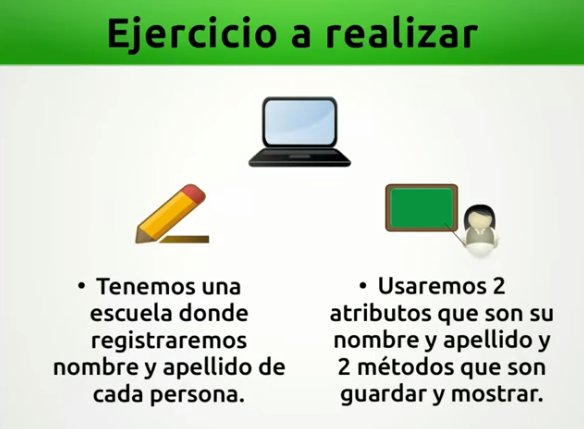 Ejercicio a realizar
• Tenemos una
escuela donde
registraremos
nombre y apellido de
cada persona.
• Usaremos 2
atributos que son su
nombre y apellido y
2 métodos que son
guardar y mostrar.